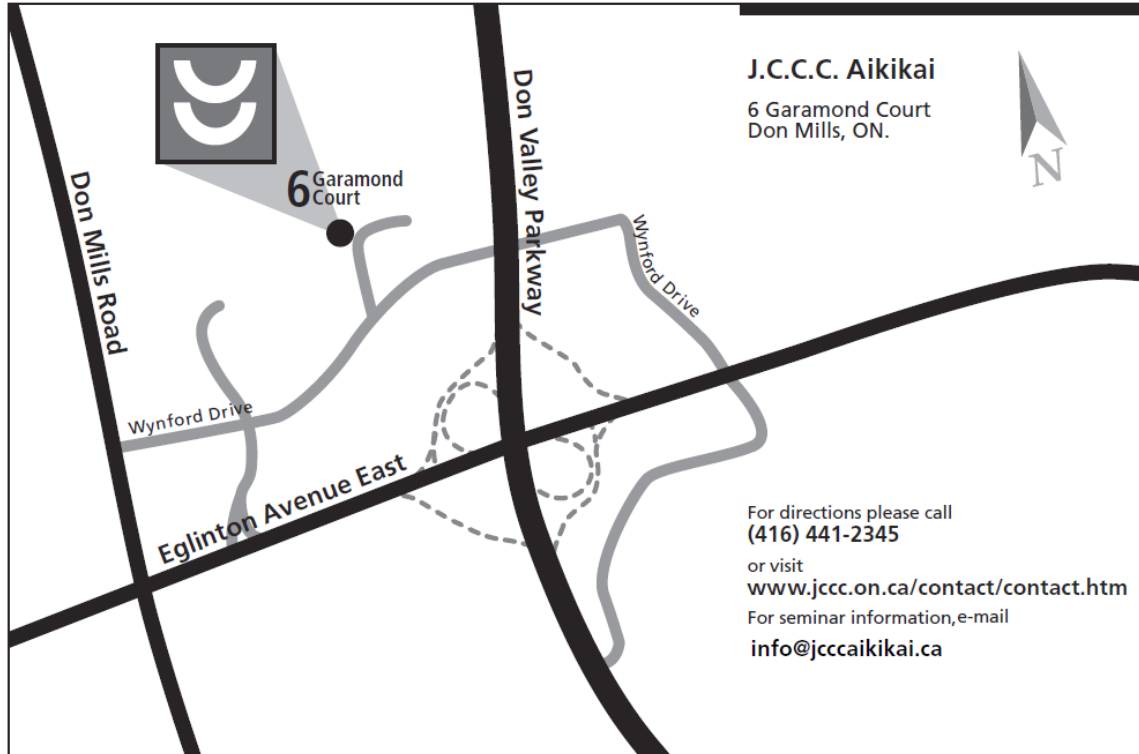 J.C.C.C. Aikikai
6 Garamond Court
Don Mills, ON.
N
6 Garamond
Court
Don Mills Road
Don Valley Parkway
Wynford Drive
Wynford Drive
Eglinton Avenue East
For directions please call
(416) 441-2345
or visit
www.jccc.on.ca/contact/contact.htm
For seminar information, e-mail
info@jcccaikikai.ca